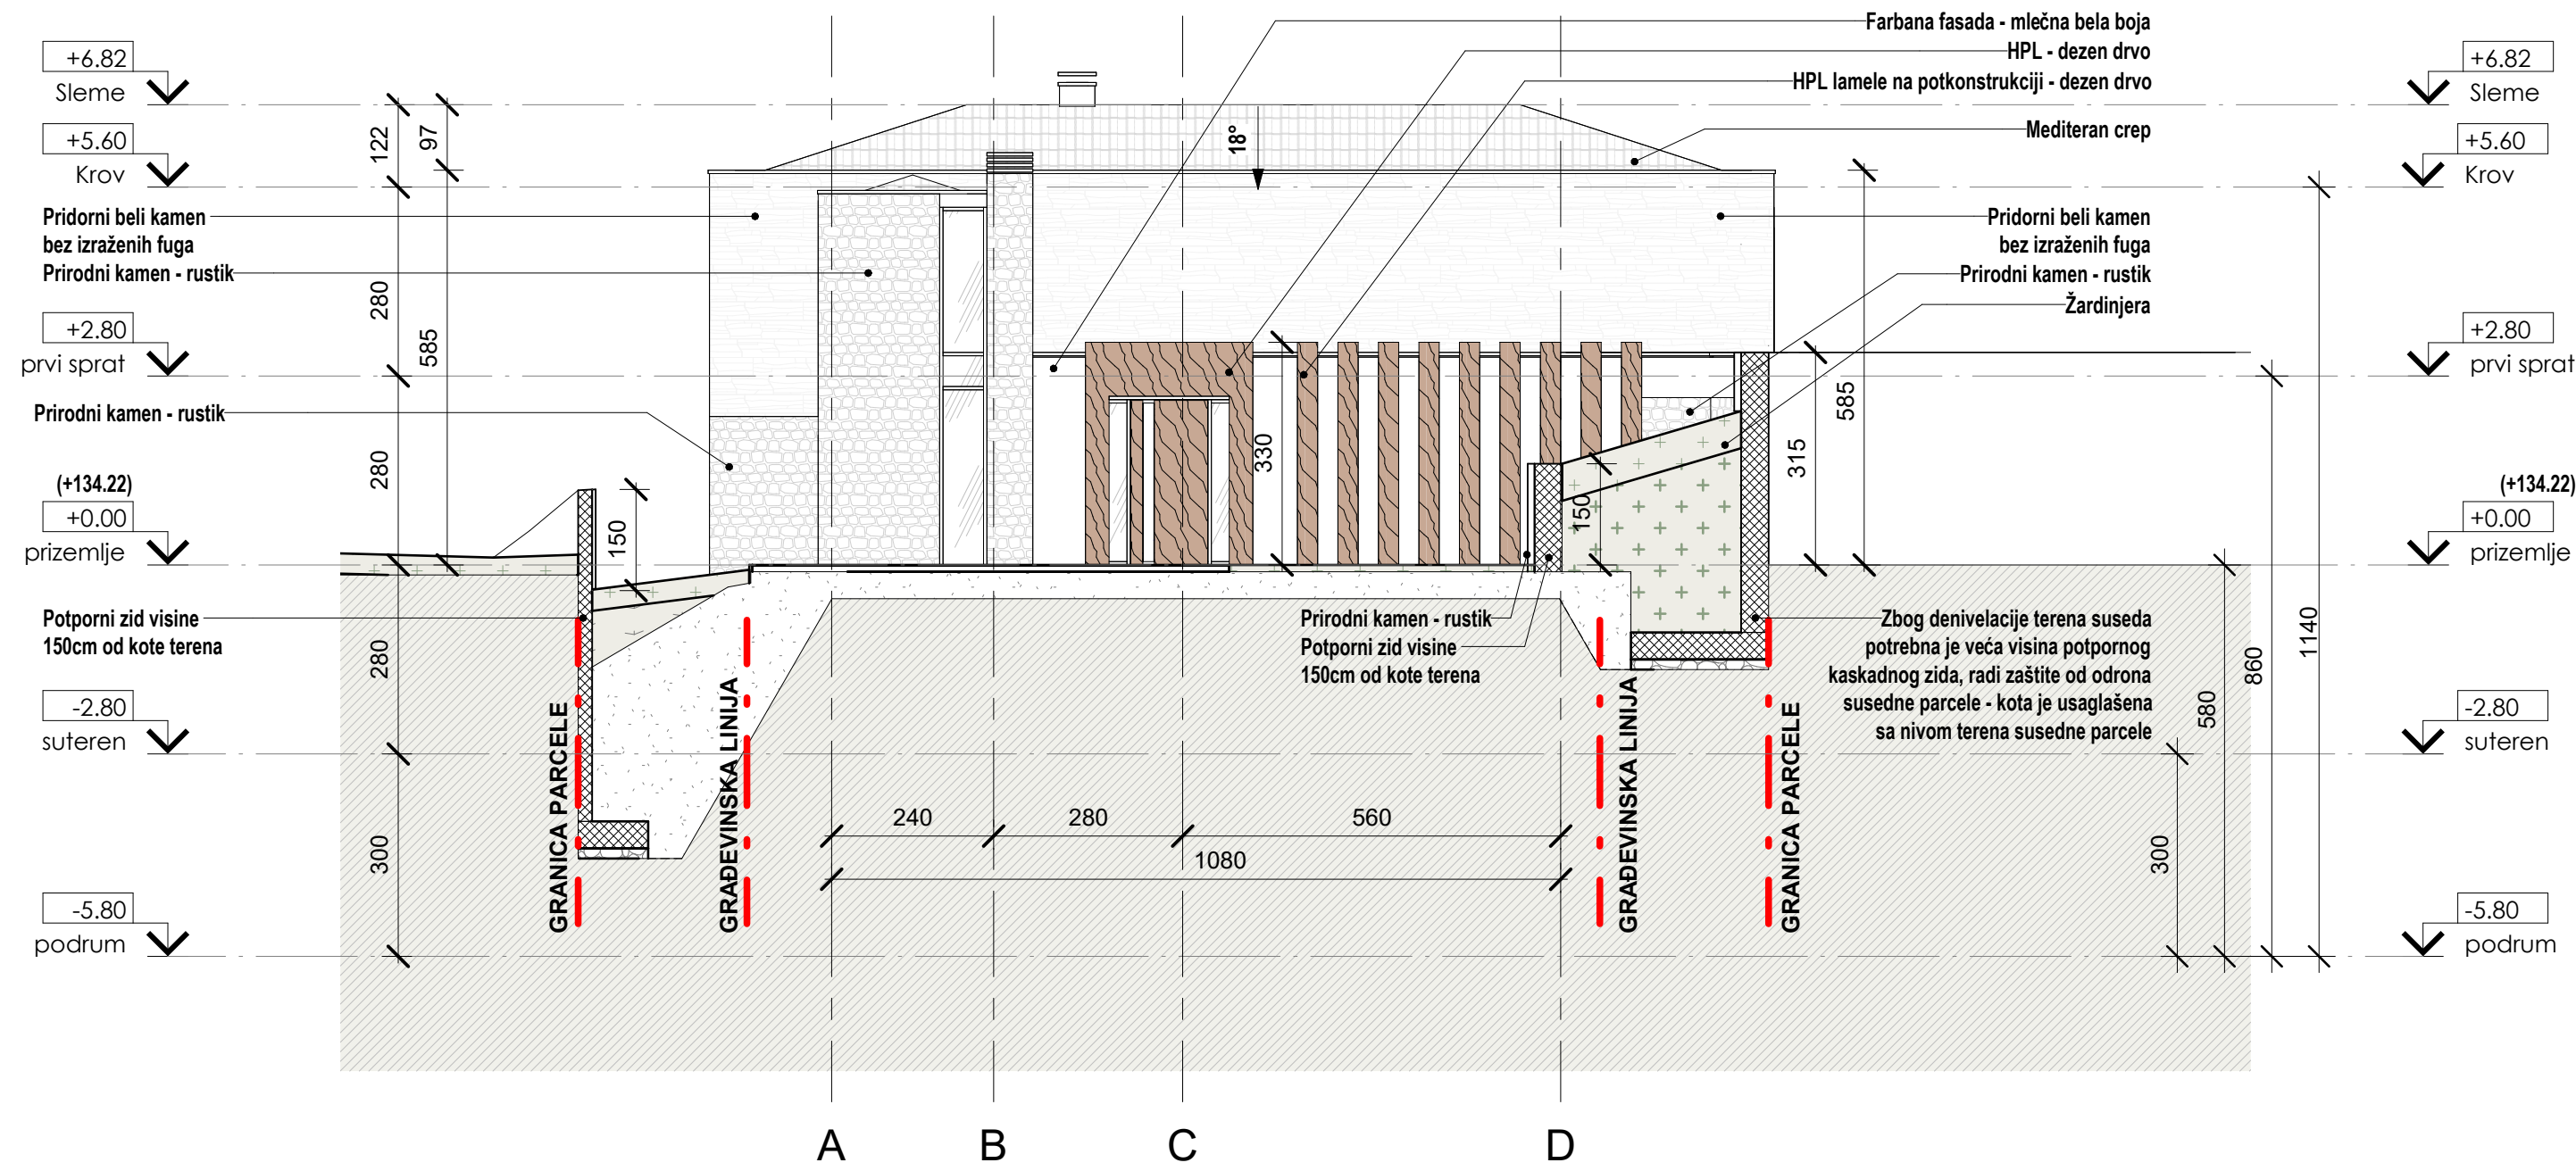 Farbana fasada - mlečna bela boja
HPL - dezen drvo
HPL lamele na potkonstrukciji - dezen drvo
Mediteran crep
+6.82
Sleme
+5.60
Krov
Pridorni beli kamen
bez izraženih fuga
Prirodni kamen - rustik
+2.80
prvi sprat
Prirodni kamen - rustik
(+134.22)
+0.00
prizemlje
Potporni zid visine
150cm od kote terena
-2.80
suteren
-5.80
podrum
122
97
280
585
280
280
300
150
18°
330
150
315
585
+6.82
Sleme
+5.60
Krov
Pridorni beli kamen
bez izraženih fuga
Prirodni kamen - rustik
Žardinjera
+2.80
prvi sprat
(+134.22)
+0.00
prizemlje
Prirodni kamen - rustik
Potporni zid visine
150cm od kote terena
Zbog denivelacije terena suseda
potrebna je veća visina potpornog
kaskadnog zida, radi zaštite od odrona
susedne parcele - kota je usaglašena
sa nivom terena susedne parcele
-2.80
suteren
-5.80
podrum
GRANICA PARCELE
GRAĐEVINSKA LINIJA
GRAĐEVINSKA LINIJA
GRANICA PARCELE
240
280
560
1080
300
580
860
1140
A
B
C
D